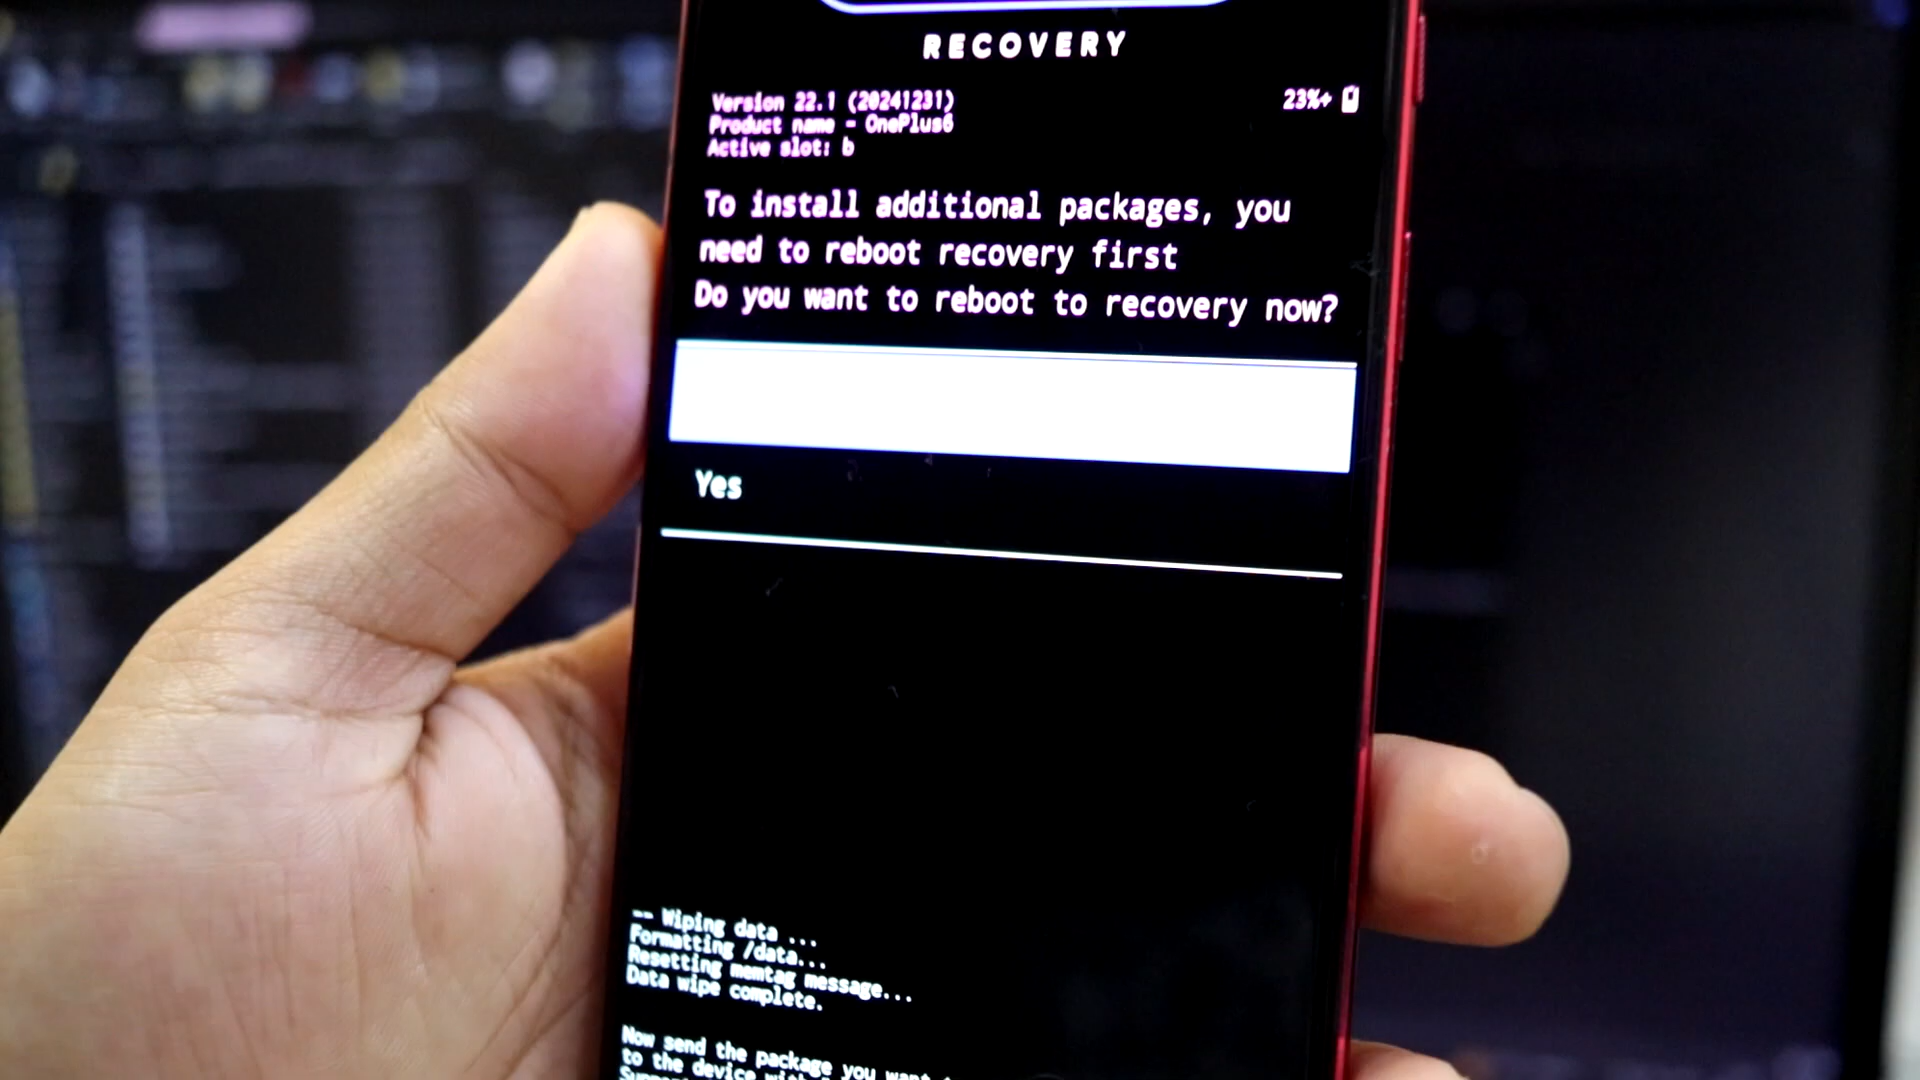 RECOVERY
Version 22.1 (20241231)
23%+
Product name - OnePlus6
Active slot: b
To install additional packages, you
need to reboot recovery first
Do you want to reboot to recovery now?
Yes
-- Wiping data ...
Formatting /data...
Resetting memtag message...
Data wipe complete.
Now send the package you want
to the device with